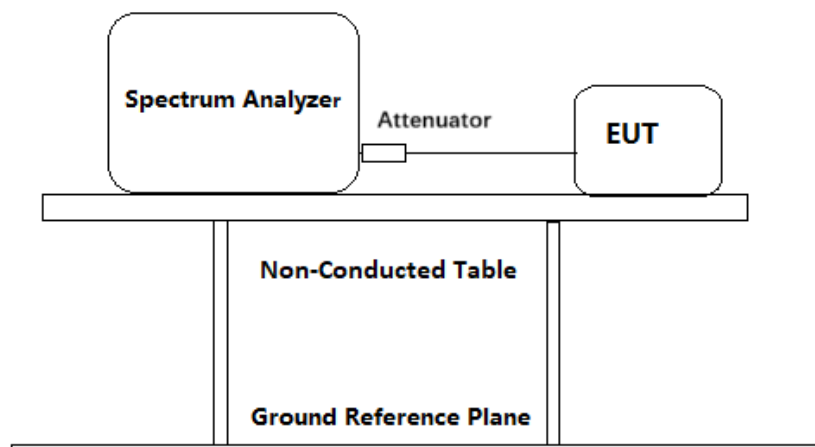 Spectrum Analyzer
Attenuator
EUT
Non-Conducted Table
Ground Reference Plane